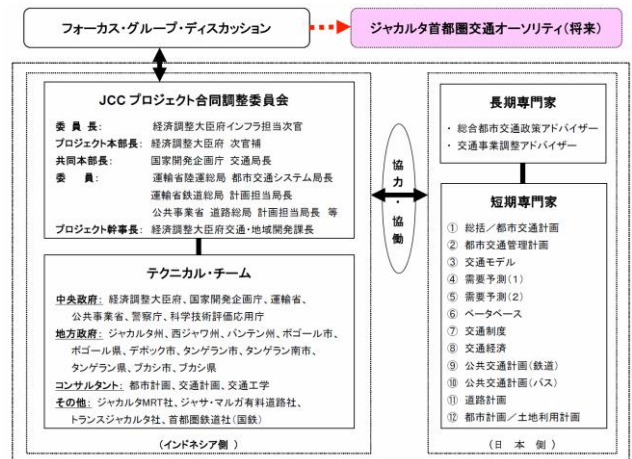 フォーカス・グループ・ディスカッション
ジャカルタ首都圏交通オーソリティ(将来)
JCC プロジェクト合同調整委員会
委 員 長: 経済調整大臣府インフラ担当次官
プロジェクト本部長: 経済調整大臣府 次官補
共同本部長: 国家開発企画庁 交通局長
委 員: 運輸省陸運総局 都市交通システム局長
運輸省鉄道総局 計画担当局長
公共事業省 道路総局 計画担当局長 等
プロジェクト幹事長: 経済調整大臣府交通・地域開発課長
テクニカル・チーム
中央政府: 経済調整大臣府、国家開発企画庁、運輸省、
公共事業省、警察庁、科学技術評価応用庁
地方政府: ジャカルタ州、西ジャワ州、バンテン州、ボゴール市、
ボゴール県、デポック市、タンゲラン市、タンゲラン南市、
タンゲラン県、ブカシ市、ブカシ県
コンサルタント: 都市計画、交通計画、交通工学
その他: ジャカルタMRT社、ジャサ・マルガ有料道路社、
トランスジャカルタ社、首都圏鉄道社(国鉄)
(インドネシア側)
協力・協働
長期専門家
・ 総合都市交通政策アドバイザー
・ 交通事業調整アドバイザー
短期専門家
① 総括/都市交通計画
② 都市交通管理計画
③ 交通モデル
④ 需要予測(1)
⑤ 需要予測(2)
⑥ ベータベース
⑦ 交通制度
⑧ 交通経済
⑨ 公共交通計画(鉄道)
⑩ 公共交通計画(バス)
⑪ 道路計画
⑫ 都市計画/土地利用計画
(日 本 側)